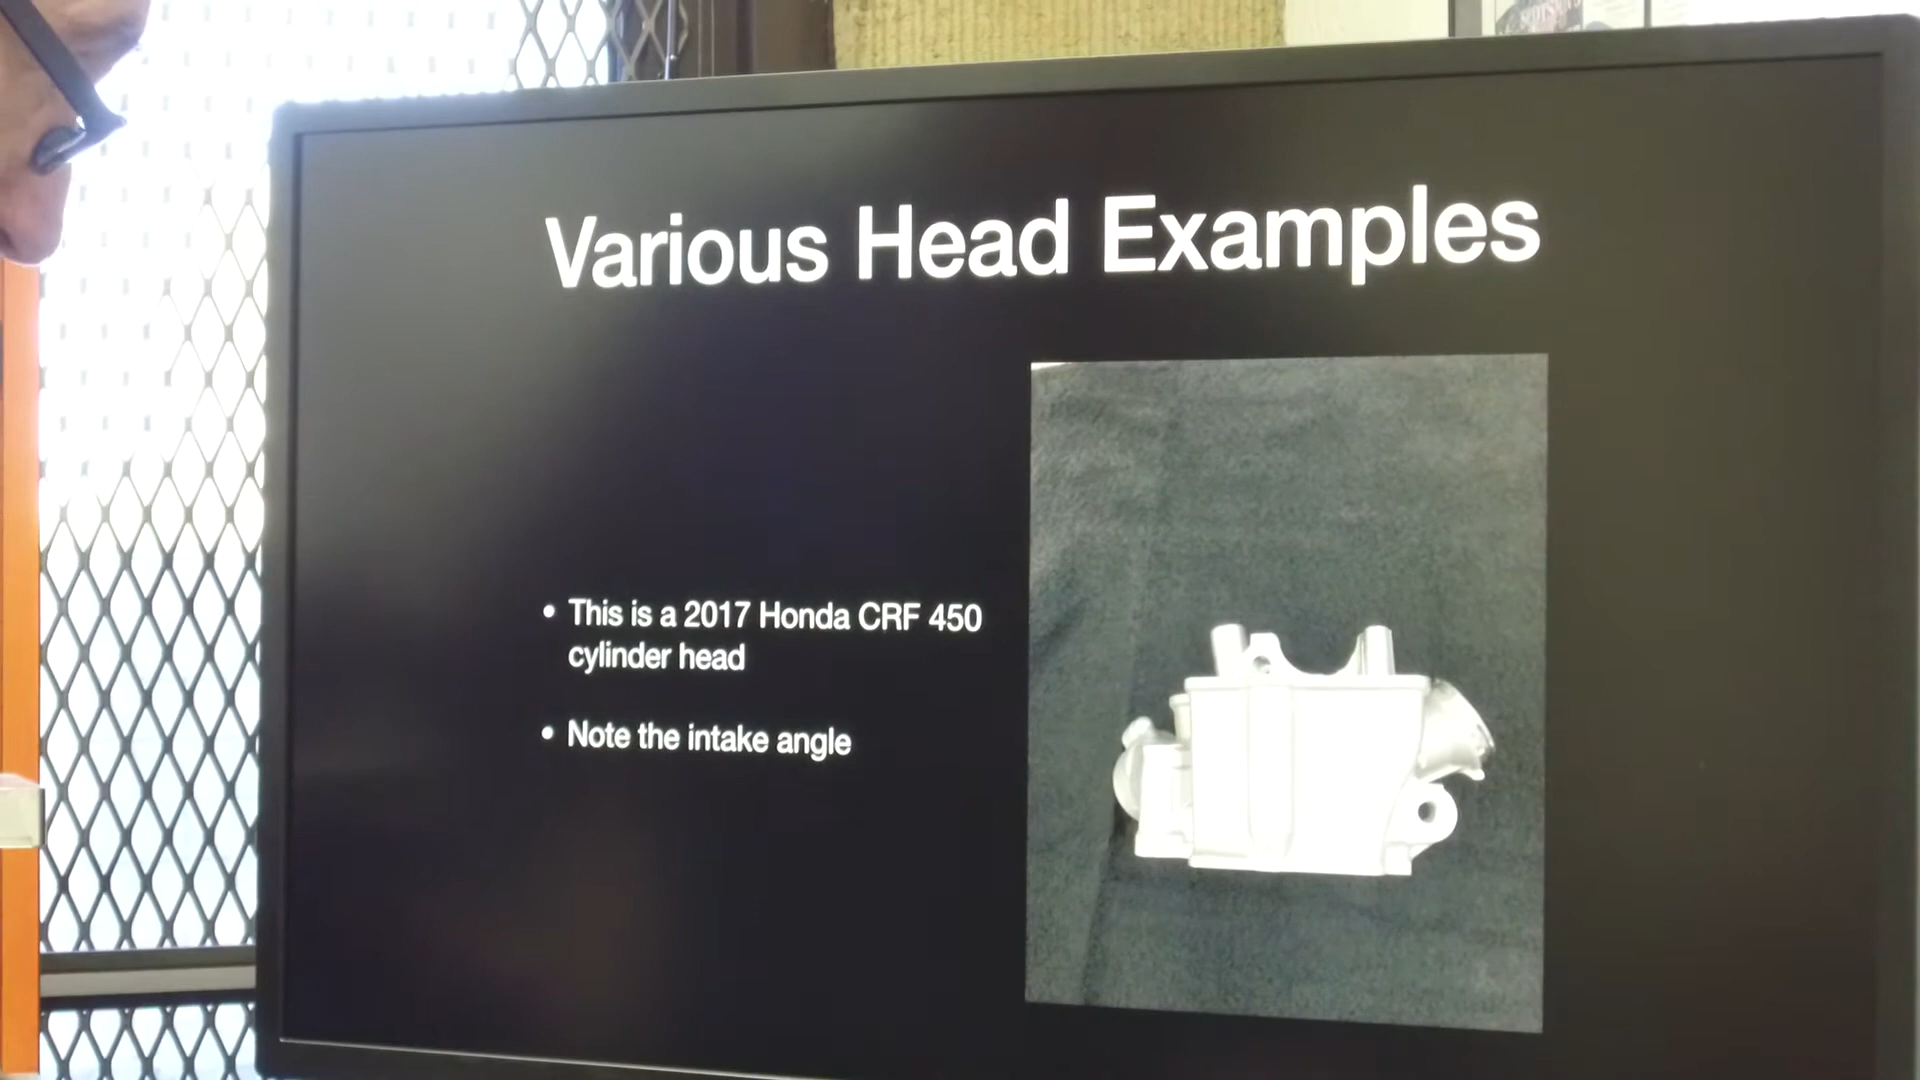 Various Head Examples
• This is a 2017 Honda CRF 450
cylinder head
• Note the intake angle